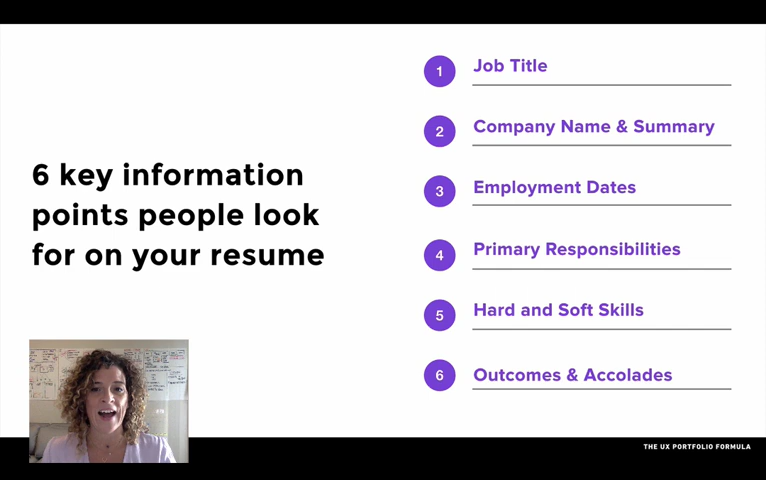 6 key information
points people look
for on your resume
1 Job Title
2 Company Name & Summary
3 Employment Dates
4 Primary Responsibilities
5 Hard and Soft Skills
6 Outcomes & Accolades
THE UX PORTFOLIO FORMULA